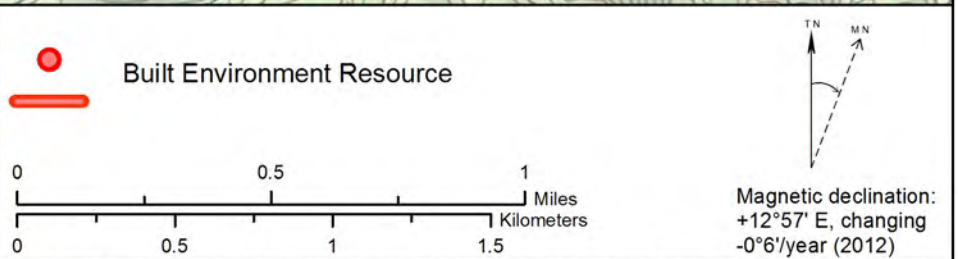 Built Environment Resource
0 0.5 1
Miles
Kilometers
0 0.5 1 1.5
TN MN
Magnetic declination:
+12°57' E, changing
-0°6'/year (2012)